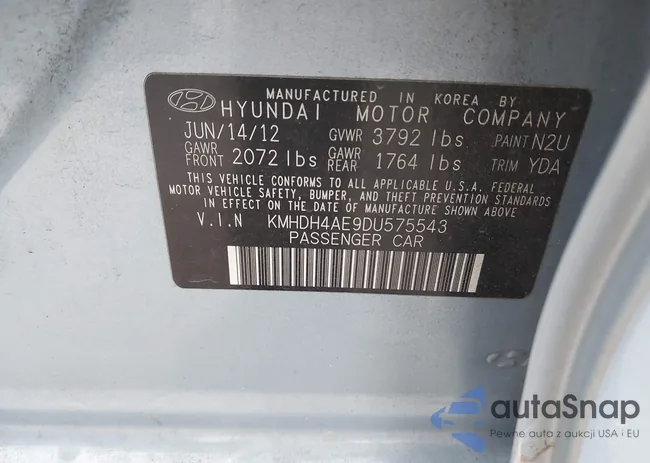 MANUFACTURED IN KOREA BY
HYUNDAI MOTOR COMPANY
JUN/14/12 GVWR 3792 lbs PAINT N2U
GAWR FRONT 2072 lbs GAWR REAR 1764 lbs TRIM YDA
THIS VEHICLE CONFORMS TO ALL APPLICABLE U.S.A. FEDERAL
MOTOR VEHICLE SAFETY, BUMPER, AND THEFT PREVENTION STANDARDS
IN EFFECT ON THE DATE OF MANUFACTURE SHOWN ABOVE
V.I.N KMHDH4AE9DU575543
PASSENGER CAR
autoSnap
Pewne auto z aukcji USA i EU